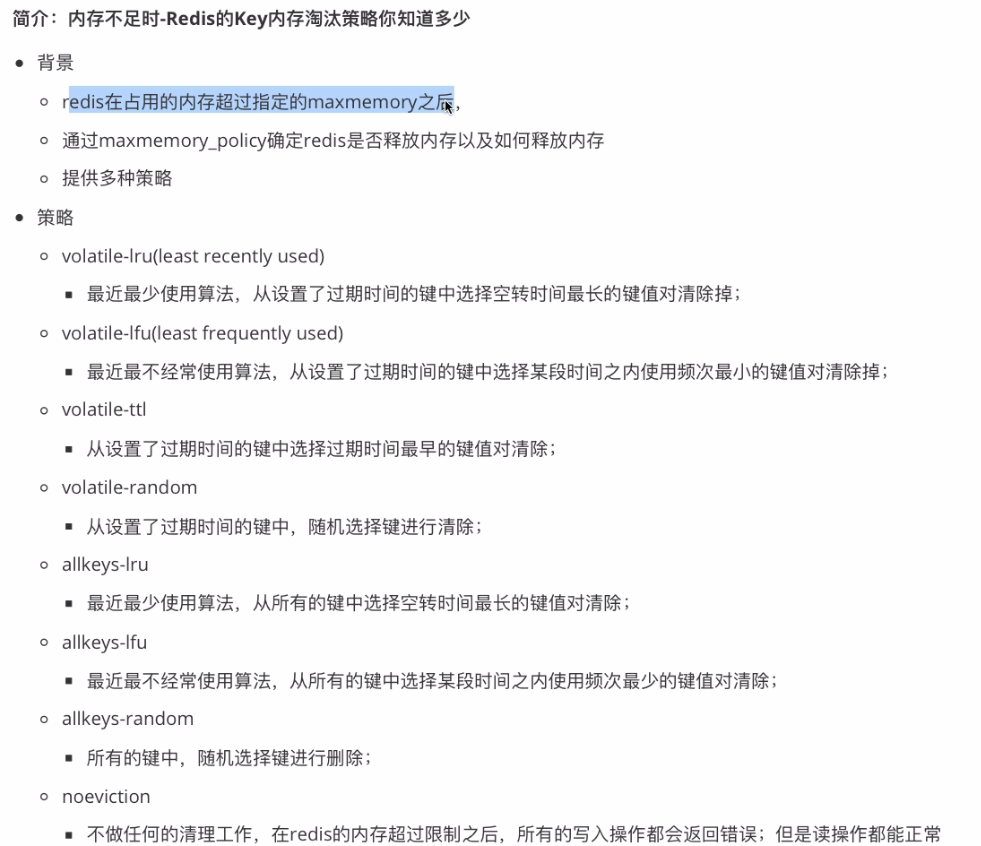 简介：内存不足时-Redis的Key内存淘汰策略你知道多少
背景
redis在占用的内存超过指定的maxmemory之后，
通过maxmemory_policy确定redis是否释放内存以及如何释放内存
提供多种策略
策略
volatile-lru(least recently used)
最近最少使用算法，从设置了过期时间的键中选择空转时间最长的键值对清除掉；
volatile-lfu(least frequently used)
最近最不经常使用算法，从设置了过期时间的键中选择某段时间之内使用频次最小的键值对清除掉；
volatile-ttl
从设置了过期时间的键中选择过期时间最早的键值对清除；
volatile-random
从设置了过期时间的键中，随机选择键进行清除；
allkeys-lru
最近最少使用算法，从所有的键中选择空转时间最长的键值对清除；
allkeys-lfu
最近最不经常使用算法，从所有的键中选择某段时间之内使用频次最少的键值对清除；
allkeys-random
所有的键中，随机选择键进行删除；
noeviction
不做任何的清理工作，在redis的内存超过限制之后，所有的写入操作都会返回错误；但是读操作都能正常